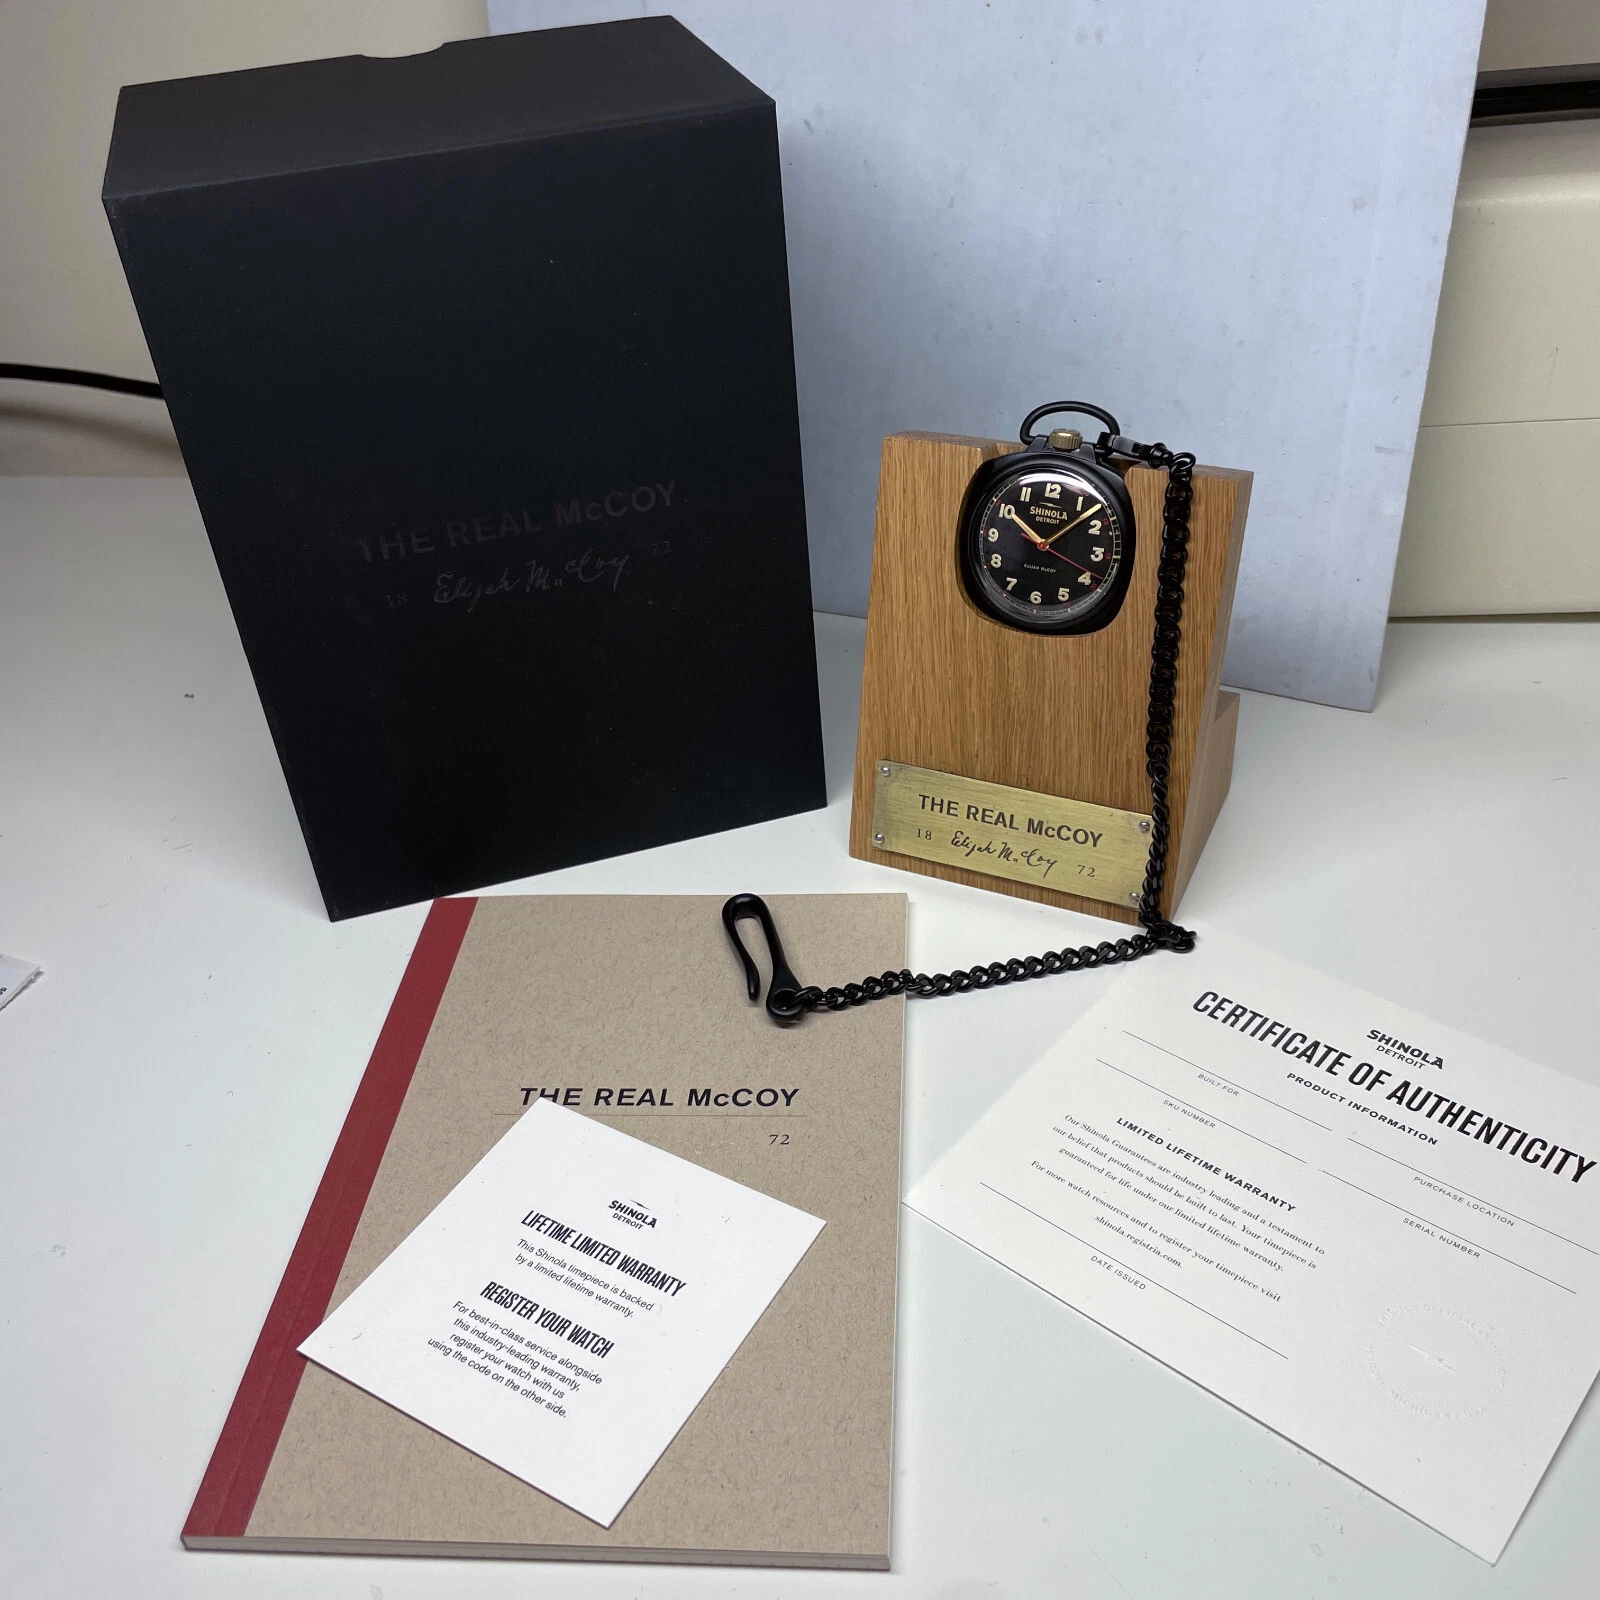 THE REAL McCOY
18 Elijah McCoy 72
11 12 1
10 2
9 3
8 4
7 6 5
SHINOLA
DETROIT
ELIJAH McCOY
THE REAL McCOY
18 Elijah McCoy 72
THE REAL McCOY
72
SHINOLA
DETROIT
LIFETIME LIMITED WARRANTY
This Shinola timepiece is backed
by a limited lifetime warranty.
REGISTER YOUR WATCH
For best-in-class service alongside
this industry-leading warranty,
register your watch with us
using the code on the other side.
SHINOLA
DETROIT
CERTIFICATE OF AUTHENTICITY
PRODUCT INFORMATION
BUILT FOR
PURCHASE LOCATION
SKU NUMBER
SERIAL NUMBER
LIMITED LIFETIME WARRANTY
Our Shinola Guarantees are industry leading and a testament to
our belief that products should be built to last. Your timepiece is
guaranteed for life under our limited lifetime warranty.
For more watch resources and to register your timepiece visit
shinola.registria.com.
DATE ISSUED